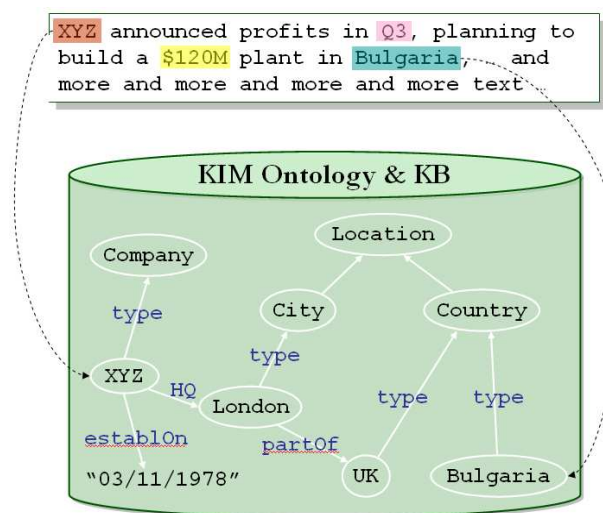 XYZ announced profits in Q3, planning to
build a $120M plant in Bulgaria, . and
more and more and more and more text .
KIM Ontology & KB
Location
Company
City
Country
type
type
XYZ
HQ
type
type
London
establOn
partOf
"03/11/1978"
UK
Bulgaria